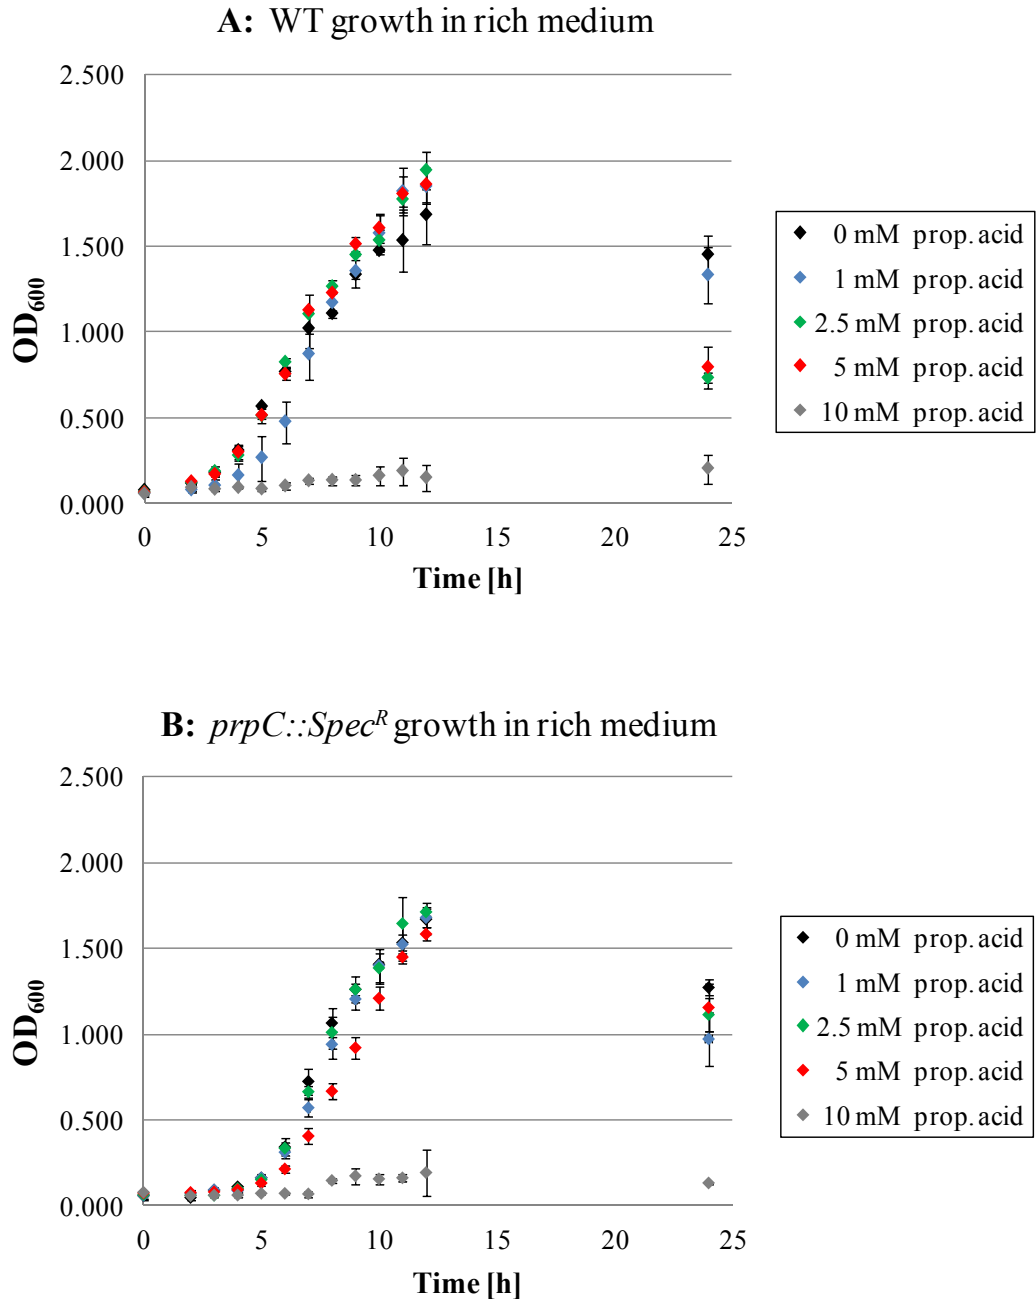 A: WT growth in rich medium
2.500
2.000
1.500
1.000
0.500
0.000
OD600
0 5 10 15 20 25
Time [h]
0 mM prop. acid
1 mM prop. acid
2.5 mM prop. acid
5 mM prop. acid
10 mM prop. acid
B: prpC::SpecR growth in rich medium
2.500
2.000
1.500
1.000
0.500
0.000
OD600
0 5 10 15 20 25
Time [h]
0 mM prop. acid
1 mM prop. acid
2.5 mM prop. acid
5 mM prop. acid
10 mM prop. acid